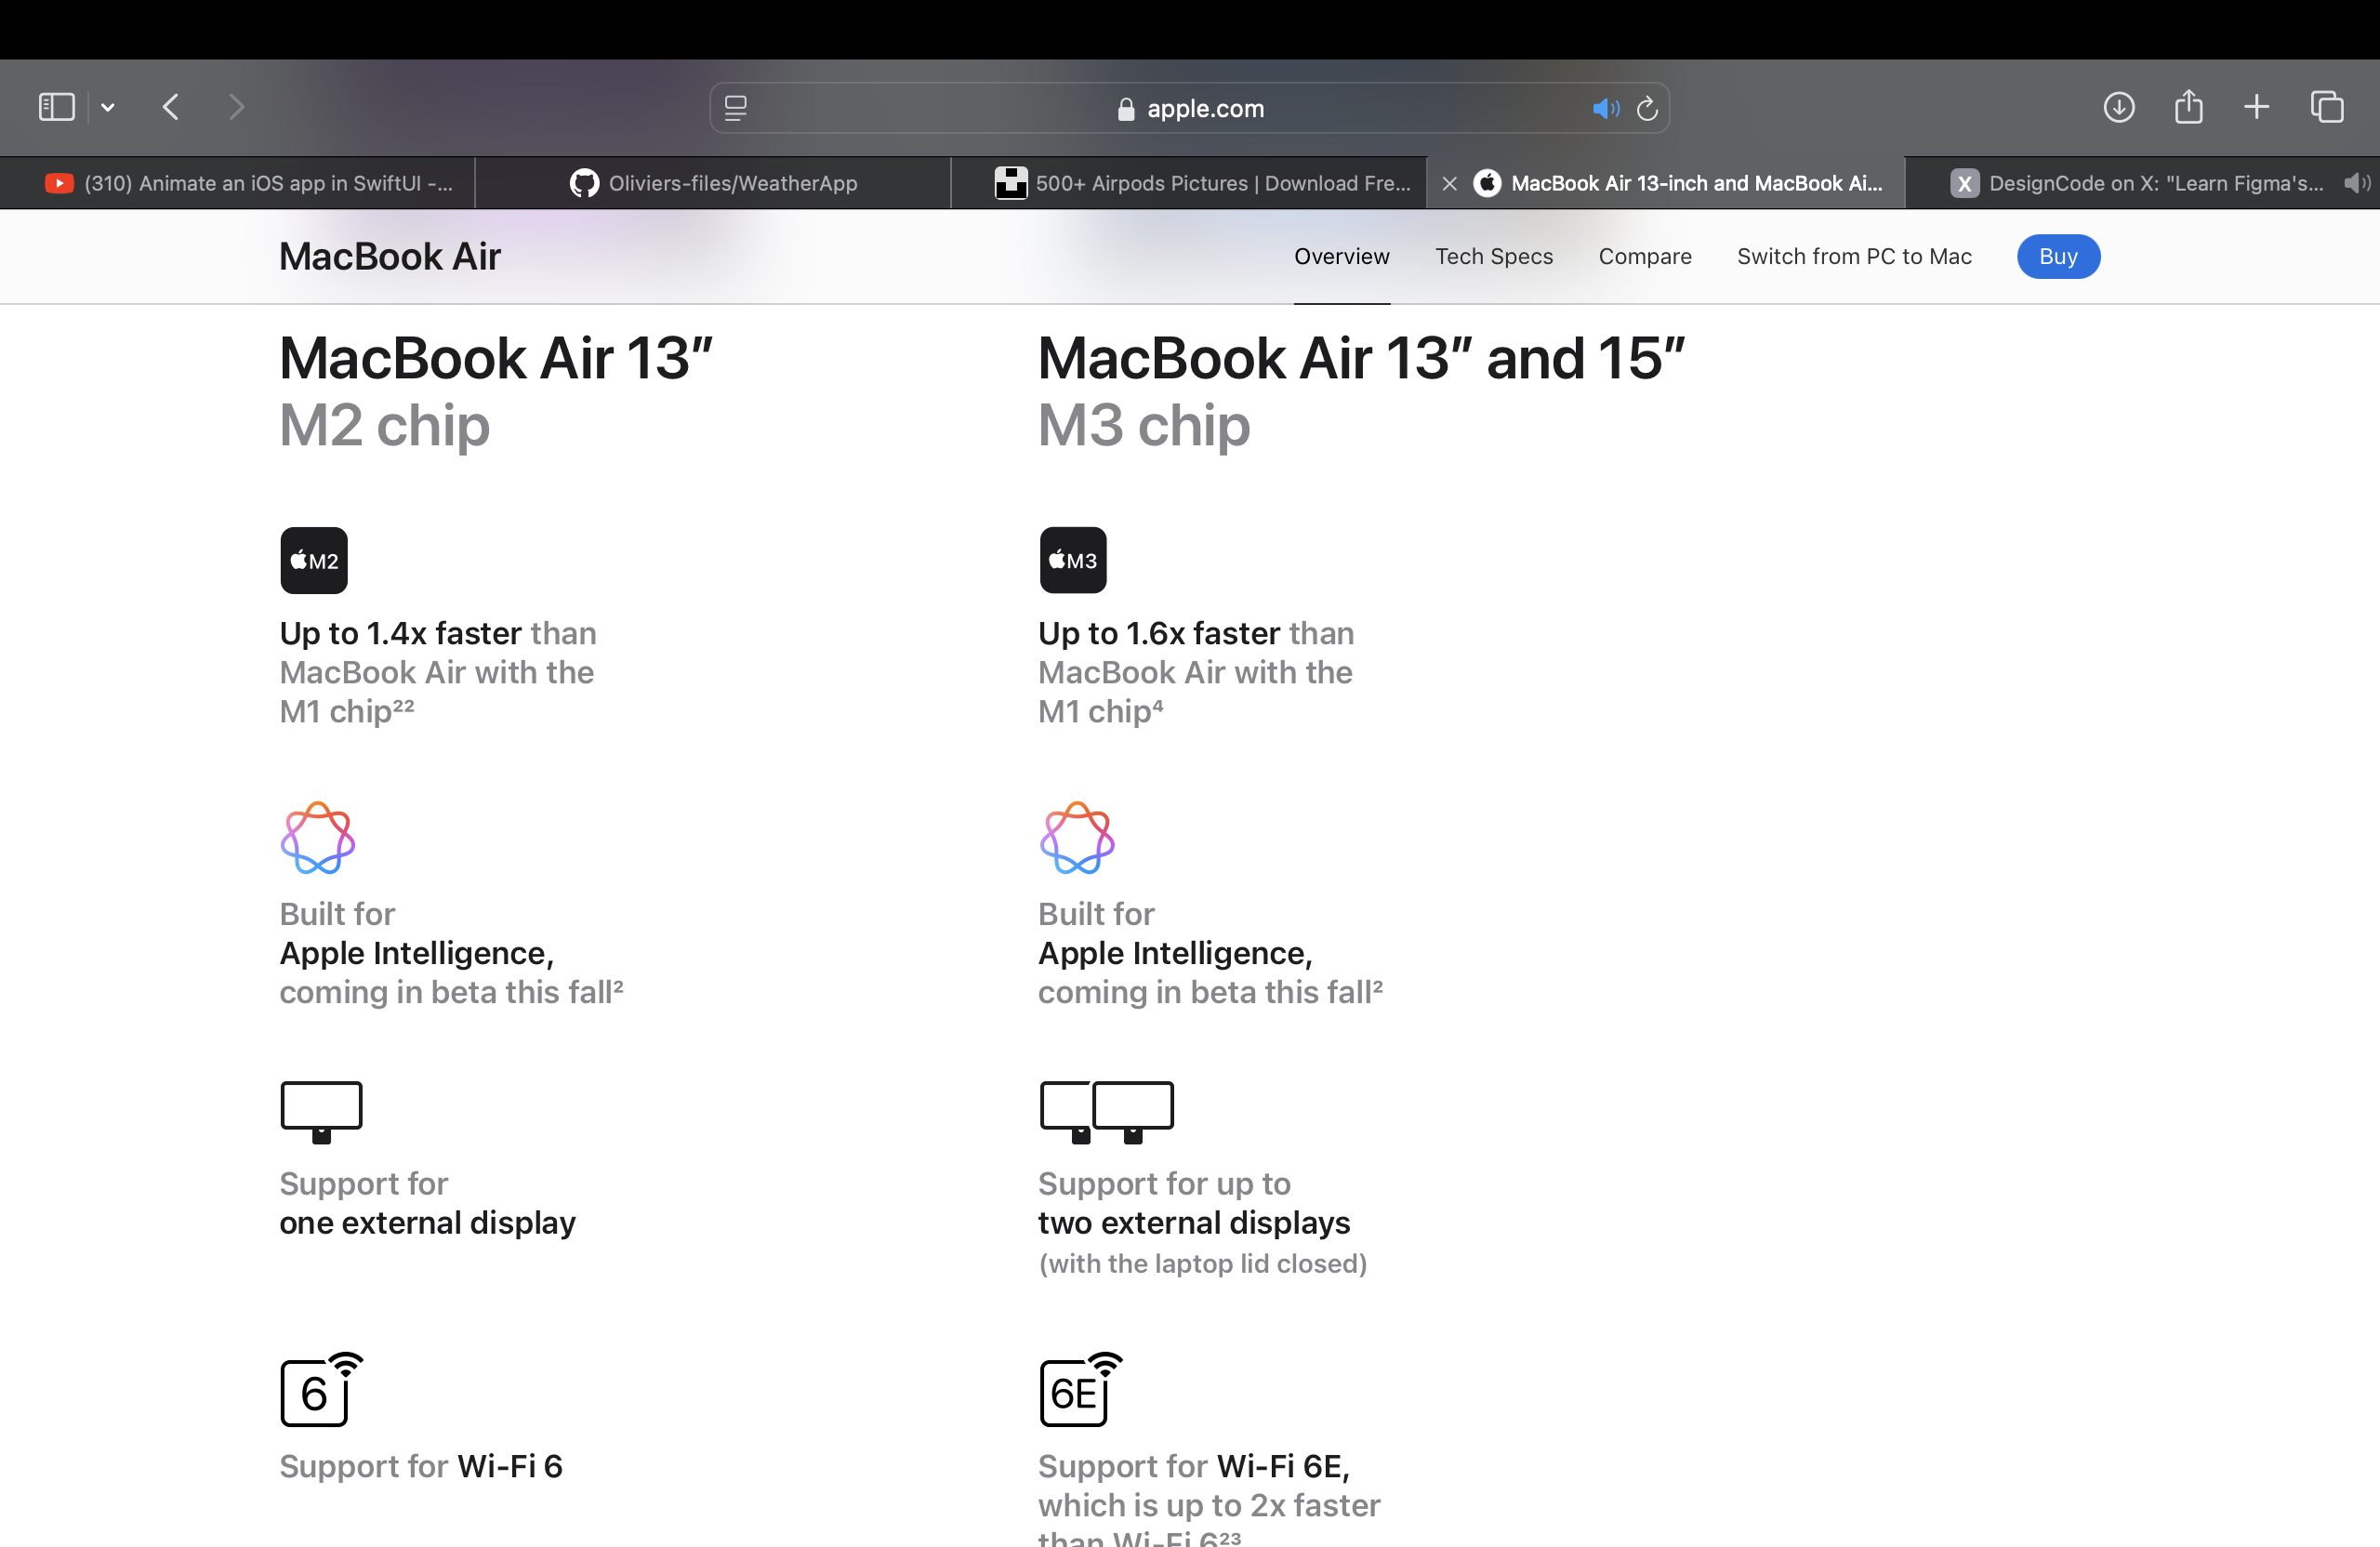 apple.com
(310) Animate an iOS app in SwiftUI -...
Oliviers-files/WeatherApp
500+ Airpods Pictures | Download Fre...
MacBook Air 13-inch and MacBook Ai...
X DesignCode on X: "Learn Figma's...
MacBook Air
Overview
Tech Specs
Compare
Switch from PC to Mac
Buy
MacBook Air 13”
M2 chip
M2
Up to 1.4x faster than
MacBook Air with the
M1 chip²²
Built for
Apple Intelligence,
coming in beta this fall²
Support for
one external display
6
Support for Wi-Fi 6
MacBook Air 13” and 15”
M3 chip
M3
Up to 1.6x faster than
MacBook Air with the
M1 chip⁴
Built for
Apple Intelligence,
coming in beta this fall²
Support for up to
two external displays
(with the laptop lid closed)
6E
Support for Wi-Fi 6E,
which is up to 2x faster
than Wi-Fi 6²³